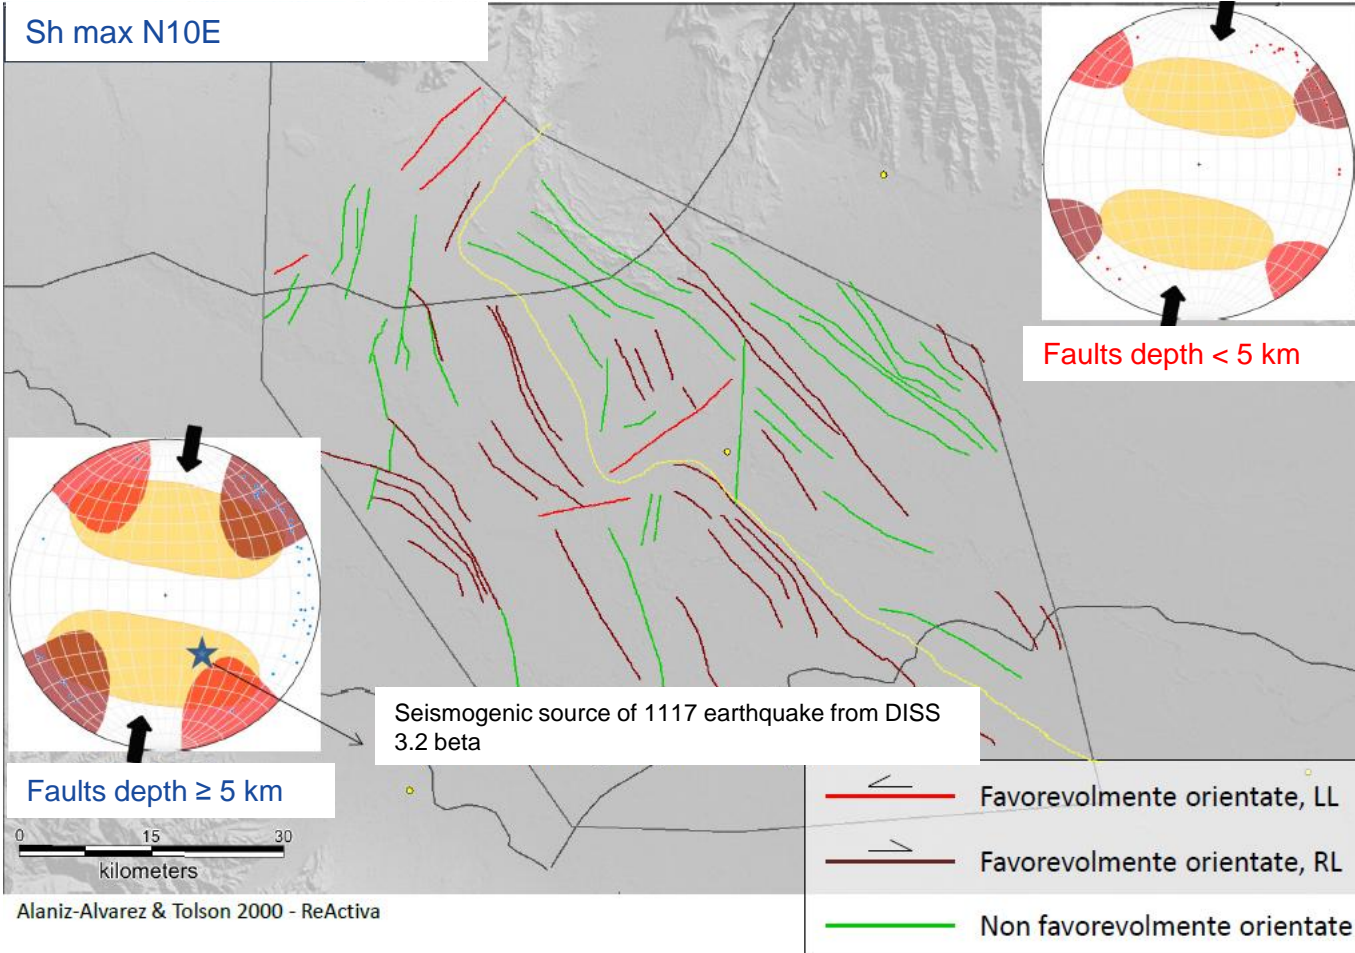 Sh max N10E
Faults depth < 5 km
Seismogenic source of 1117 earthquake from DISS
3.2 beta
Faults depth ≥ 5 km
0 15 30
kilometers
Favorevolmente orientate, LL
Favorevolmente orientate, RL
Non favorevolmente orientate
Alaniz-Alvarez & Tolson 2000 - ReActiva